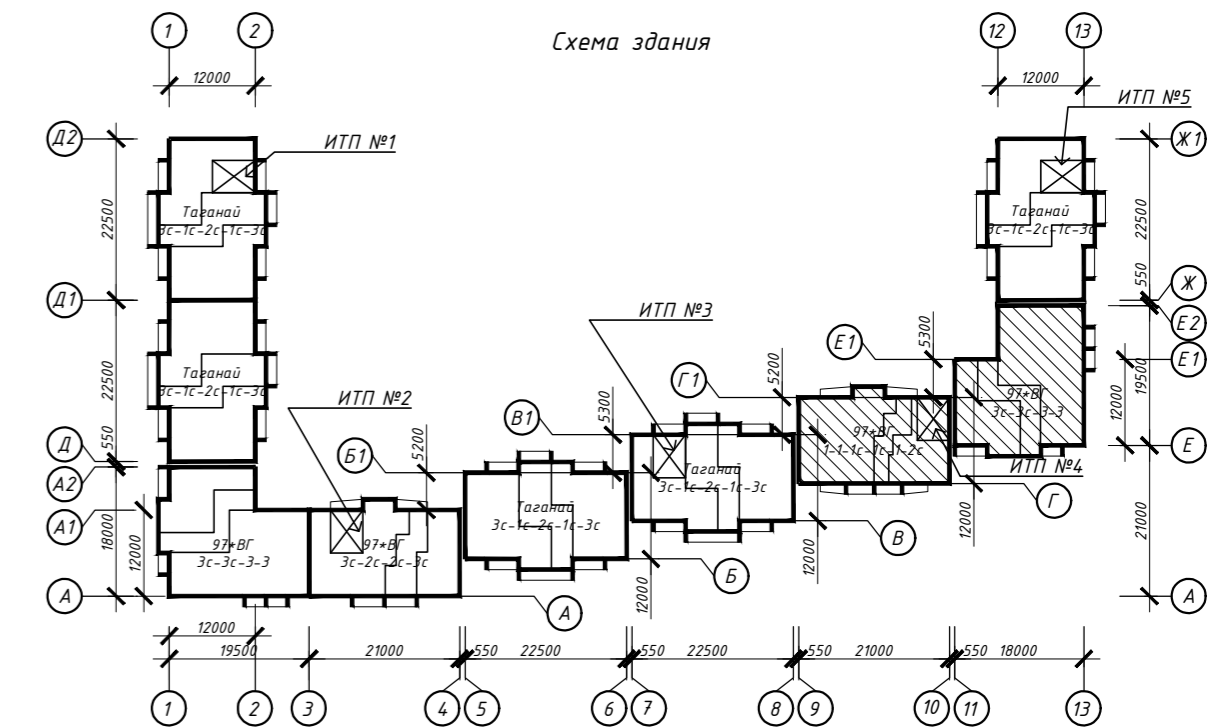 1
2
Схема здания
12
13
12000
12000
ИТП №5
Д2
ИТП №1
Ж1
22500
Таганай
3с-1с-2с-1с-3с
Таганай
3с-1с-2с-1с-3с
22500
Д1
ИТП №3
550
Ж
Е2
5300
Е1
Е1
19500
12000
22500
Таганай
3с-1с-2с-1с-3с
ИТП №2
Г1
5200
97*ВГ
3с-3с-3-3
В1
5300
97*ВГ
1-1-1с-1с-1-2с
Д
550
А2
Б1
5200
Таганай
3с-1с-2с-1с-3с
ИТП №4
Е
А1
18000
12000
Таганай
3с-1с-2с-1с-3с
12000
Г
21000
97*ВГ
3с-3с-3-3
97*ВГ
3с-2с-2с-3с
12000
В
12000
Б
А
А
А
12000
19500
21000
550
22500
550
22500
550
21000
550
18000
1
2
3
4
5
6
7
8
9
10
11
13